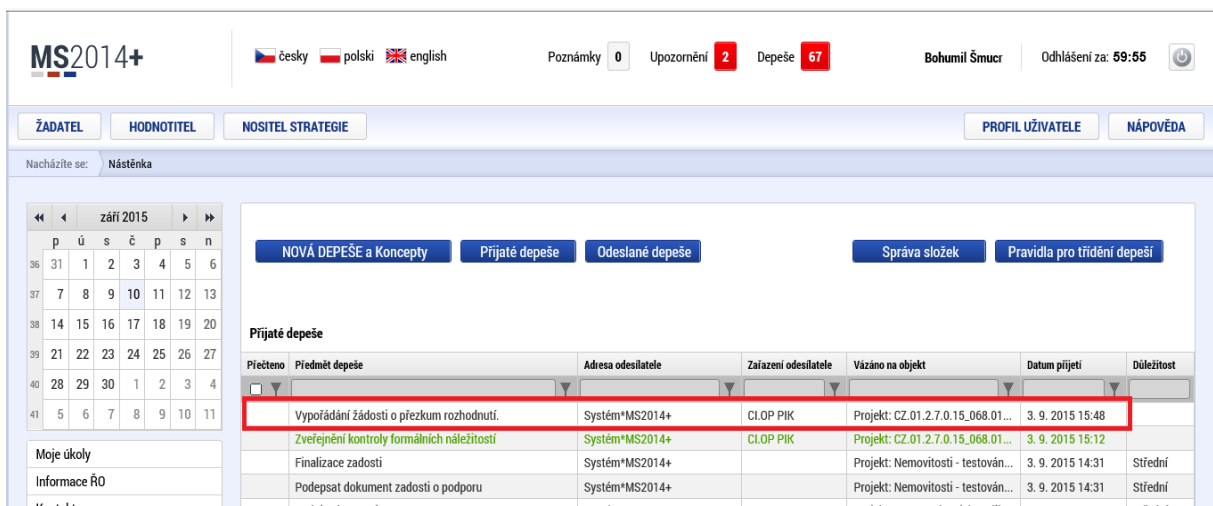 MS2014+ česky polski english Poznámky 0 Upozornění 2 Depeše 67 Bohumil Šmucr Odhlášení za: 59:55
ŽADATEL HODNOTITEL NOSITEL STRATEGIE PROFIL UŽIVATELE NÁPOVĚDA
Nacházíte se: Nástěnka
září 2015
p ú s č p s n
36 31 1 2 3 4 5 6
37 7 8 9 10 11 12 13
38 14 15 16 17 18 19 20
39 21 22 23 24 25 26 27
40 28 29 30 1 2 3 4
41 5 6 7 8 9 10 11
Moje úkoly
Informace ŘO
NOVÁ DEPEŠE a Koncepty Přijaté depeše Odeslané depeše Správa složek Pravidla pro třídění depeší
Přijaté depeše
Přečteno Předmět depeše Adresa odesílatele Zařazení odesílatele Vázáno na objekt Datum přijetí Důležitost
Vypořádání žádosti o přezkum rozhodnutí. Systém*MS2014+ CI.OP PIK Projekt: CZ.01.2.7.0.15_068.01... 3. 9. 2015 15:48
Zveřejnění kontroly formálních náležitostí Systém*MS2014+ CI.OP PIK Projekt: CZ.01.2.7.0.15_068.01... 3. 9. 2015 15:12
Finalizace zadosti Systém*MS2014+ Projekt: Nemovitosti - testován... 3. 9. 2015 14:31 Střední
Podepsat dokument zadosti o podporu Systém*MS2014+ Projekt: Nemovitosti - testován... 3. 9. 2015 14:31 Střední